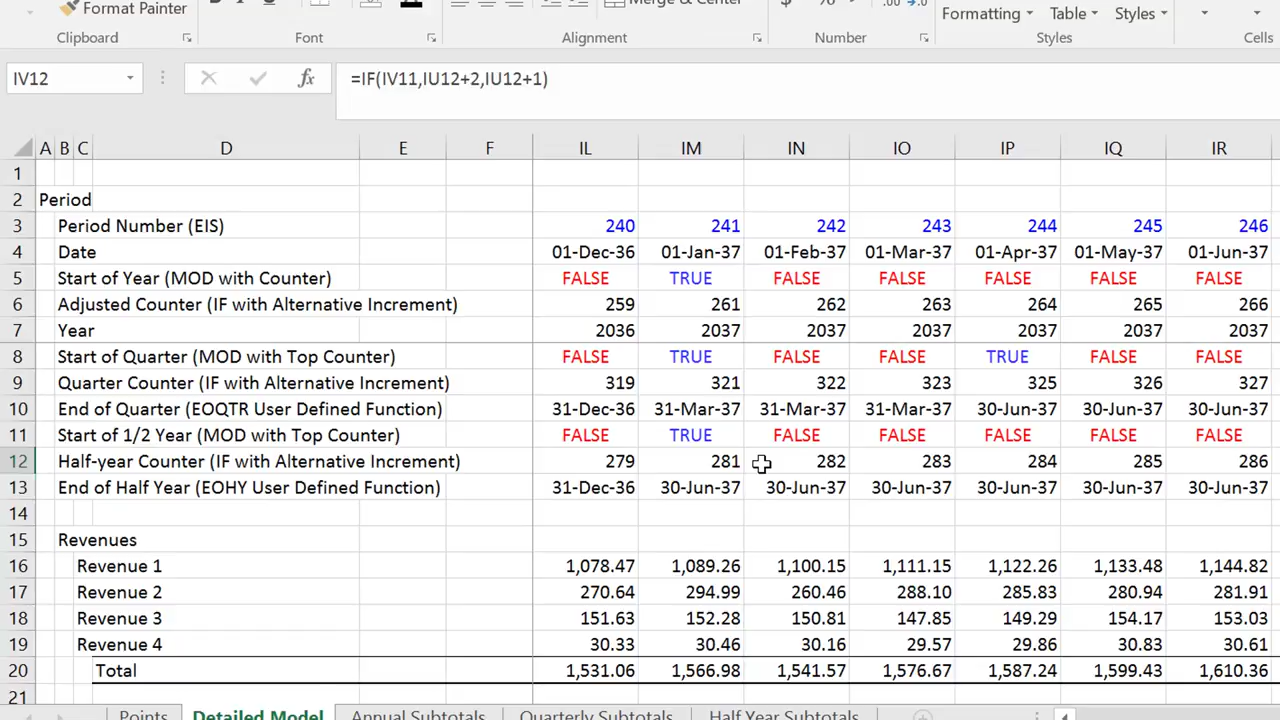 Format Painter
Merge & Center
$ %
.00 →.0
Formatting Table Styles
Clipboard Font Alignment Number Styles Cells
IV12 fx =IF(IV11,IU12+2,IU12+1)
A B C D E F IL IM IN IO IP IQ IR
1
2 Period
3 Period Number (EIS) 240 241 242 243 244 245 246
4 Date 01-Dec-36 01-Jan-37 01-Feb-37 01-Mar-37 01-Apr-37 01-May-37 01-Jun-37
5 Start of Year (MOD with Counter) FALSE TRUE FALSE FALSE FALSE FALSE FALSE
6 Adjusted Counter (IF with Alternative Increment) 259 261 262 263 264 265 266
7 Year 2036 2037 2037 2037 2037 2037 2037
8 Start of Quarter (MOD with Top Counter) FALSE TRUE FALSE FALSE TRUE FALSE FALSE
9 Quarter Counter (IF with Alternative Increment) 319 321 322 323 325 326 327
10 End of Quarter (EOQTR User Defined Function) 31-Dec-36 31-Mar-37 31-Mar-37 31-Mar-37 30-Jun-37 30-Jun-37 30-Jun-37
11 Start of 1/2 Year (MOD with Top Counter) FALSE TRUE FALSE FALSE FALSE FALSE FALSE
12 Half-year Counter (IF with Alternative Increment) 279 281 282 283 284 285 286
13 End of Half Year (EOHY User Defined Function) 31-Dec-36 30-Jun-37 30-Jun-37 30-Jun-37 30-Jun-37 30-Jun-37 30-Jun-37
14
15 Revenues
16 Revenue 1 1,078.47 1,089.26 1,100.15 1,111.15 1,122.26 1,133.48 1,144.82
17 Revenue 2 270.64 294.99 260.46 288.10 285.83 280.94 281.91
18 Revenue 3 151.63 152.28 150.81 147.85 149.29 154.17 153.03
19 Revenue 4 30.33 30.46 30.16 29.57 29.86 30.83 30.61
20 Total 1,531.06 1,566.98 1,541.57 1,576.67 1,587.24 1,599.43 1,610.36
21
Points Detailed Model Annual Subtotals Quarterly Subtotals Half Year Subtotals